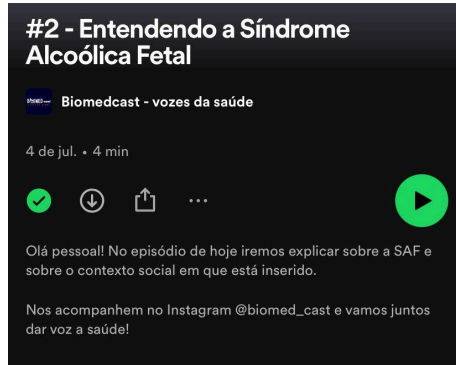 #2 - Entendendo a Síndrome
Alcoólica Fetal
Biomedcast - vozes da saúde
4 de jul. • 4 min
Olá pessoal! No episódio de hoje iremos explicar sobre a SAF e
sobre o contexto social em que está inserido.
Nos acompanhem no Instagram @biomed_cast e vamos juntos
dar voz a saúde!